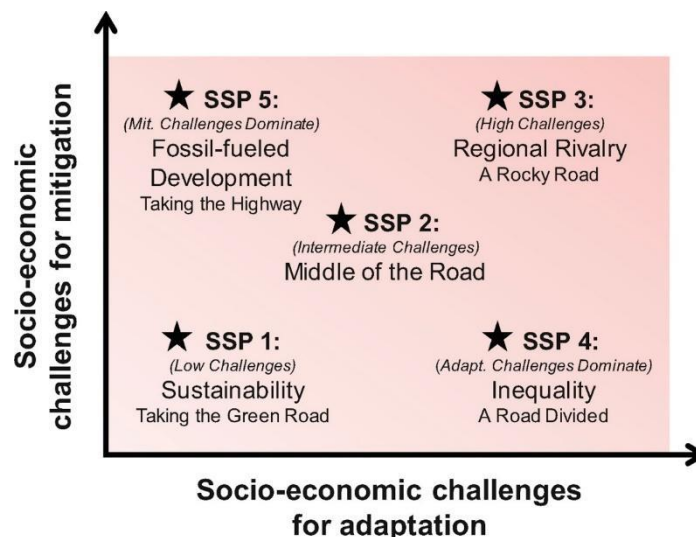 Socio-economic
challenges for mitigation
SSP 5:
(Mit. Challenges Dominate)
Fossil-fueled
Development
Taking the Highway
SSP 3:
(High Challenges)
Regional Rivalry
A Rocky Road
SSP 2:
(Intermediate Challenges)
Middle of the Road
SSP 1:
(Low Challenges)
Sustainability
Taking the Green Road
SSP 4:
(Adapt. Challenges Dominate)
Inequality
A Road Divided
Socio-economic challenges
for adaptation